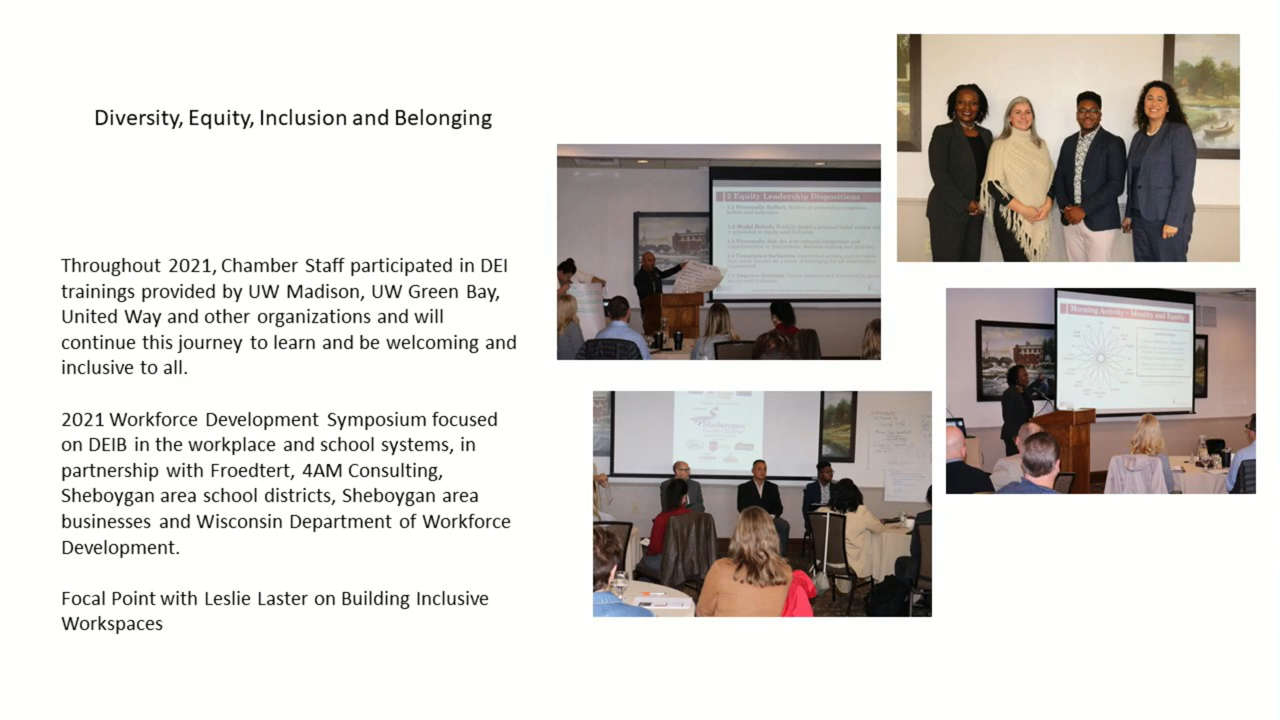 Diversity, Equity, Inclusion and Belonging
Throughout 2021, Chamber Staff participated in DEI
trainings provided by UW Madison, UW Green Bay,
United Way and other organizations and will
continue this journey to learn and be welcoming and
inclusive to all.
2021 Workforce Development Symposium focused
on DEIB in the workplace and school systems, in
partnership with Froedtert, 4AM Consulting,
Sheboygan area school districts, Sheboygan area
businesses and Wisconsin Department of Workforce
Development.
Focal Point with Leslie Laster on Building Inclusive
Workspaces
5 Equity Leadership Dispositions
Morning Activity - Identity and Equity
Sheboygan